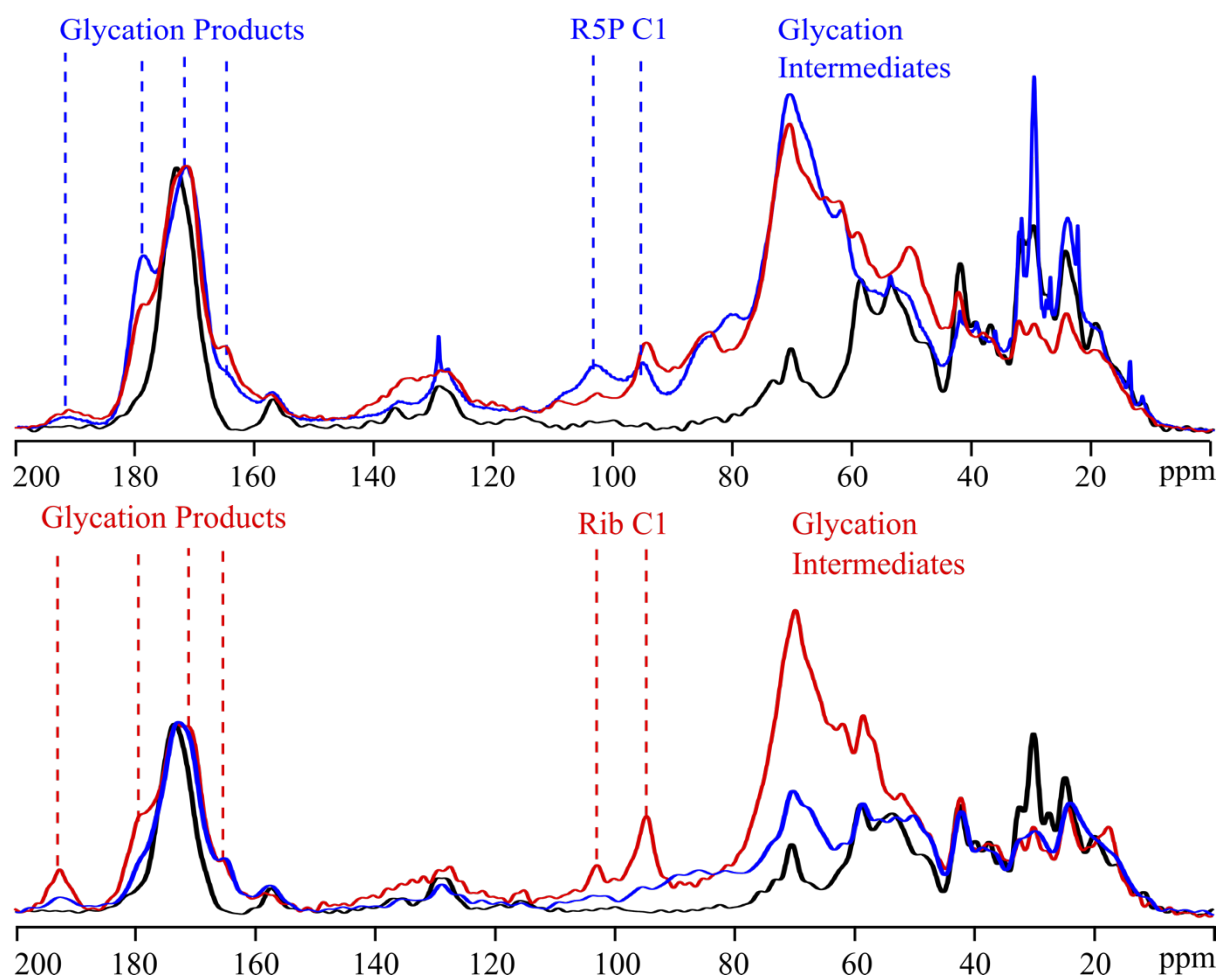 Glycation Products R5P C1 Glycation
Intermediates
200 180 160 140 120 100 80 60 40 20 ppm
Glycation Products Rib C1 Glycation
Intermediates
200 180 160 140 120 100 80 60 40 20 ppm